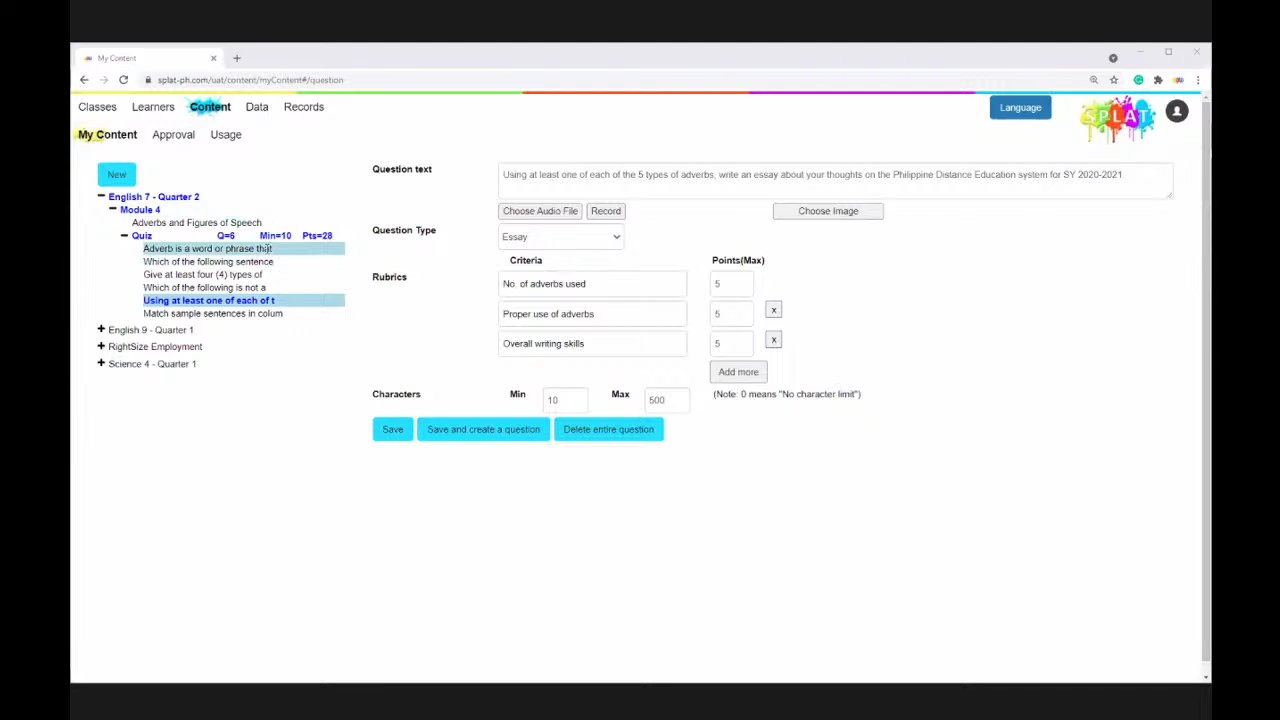 My Content
splat-ph.com/uat/content/myContent#/question
Classes Learners Content Data Records Language SPLAT
My Content Approval Usage
New
English 7 - Quarter 2
Module 4
Adverbs and Figures of Speech
Quiz Q=6 Min=10 Pts=28
Adverb is a word or phrase that
Which of the following sentence
Give at least four (4) types of
Which of the following is not a
Using at least one of each of t
Match sample sentences in colum
English 9 - Quarter 1
RightSize Employment
Science 4 - Quarter 1
Question text Using at least one of each of the 5 types of adverbs, write an essay about your thoughts on the Philippine Distance Education system for SY 2020-2021.
Choose Audio File Record Choose Image
Question Type Essay
Criteria Points(Max)
Rubrics No. of adverbs used 5
Proper use of adverbs 5 x
Overall writing skills 5 x
Add more
Characters Min 10 Max 500 (Note: 0 means "No character limit")
Save Save and create a question Delete entire question